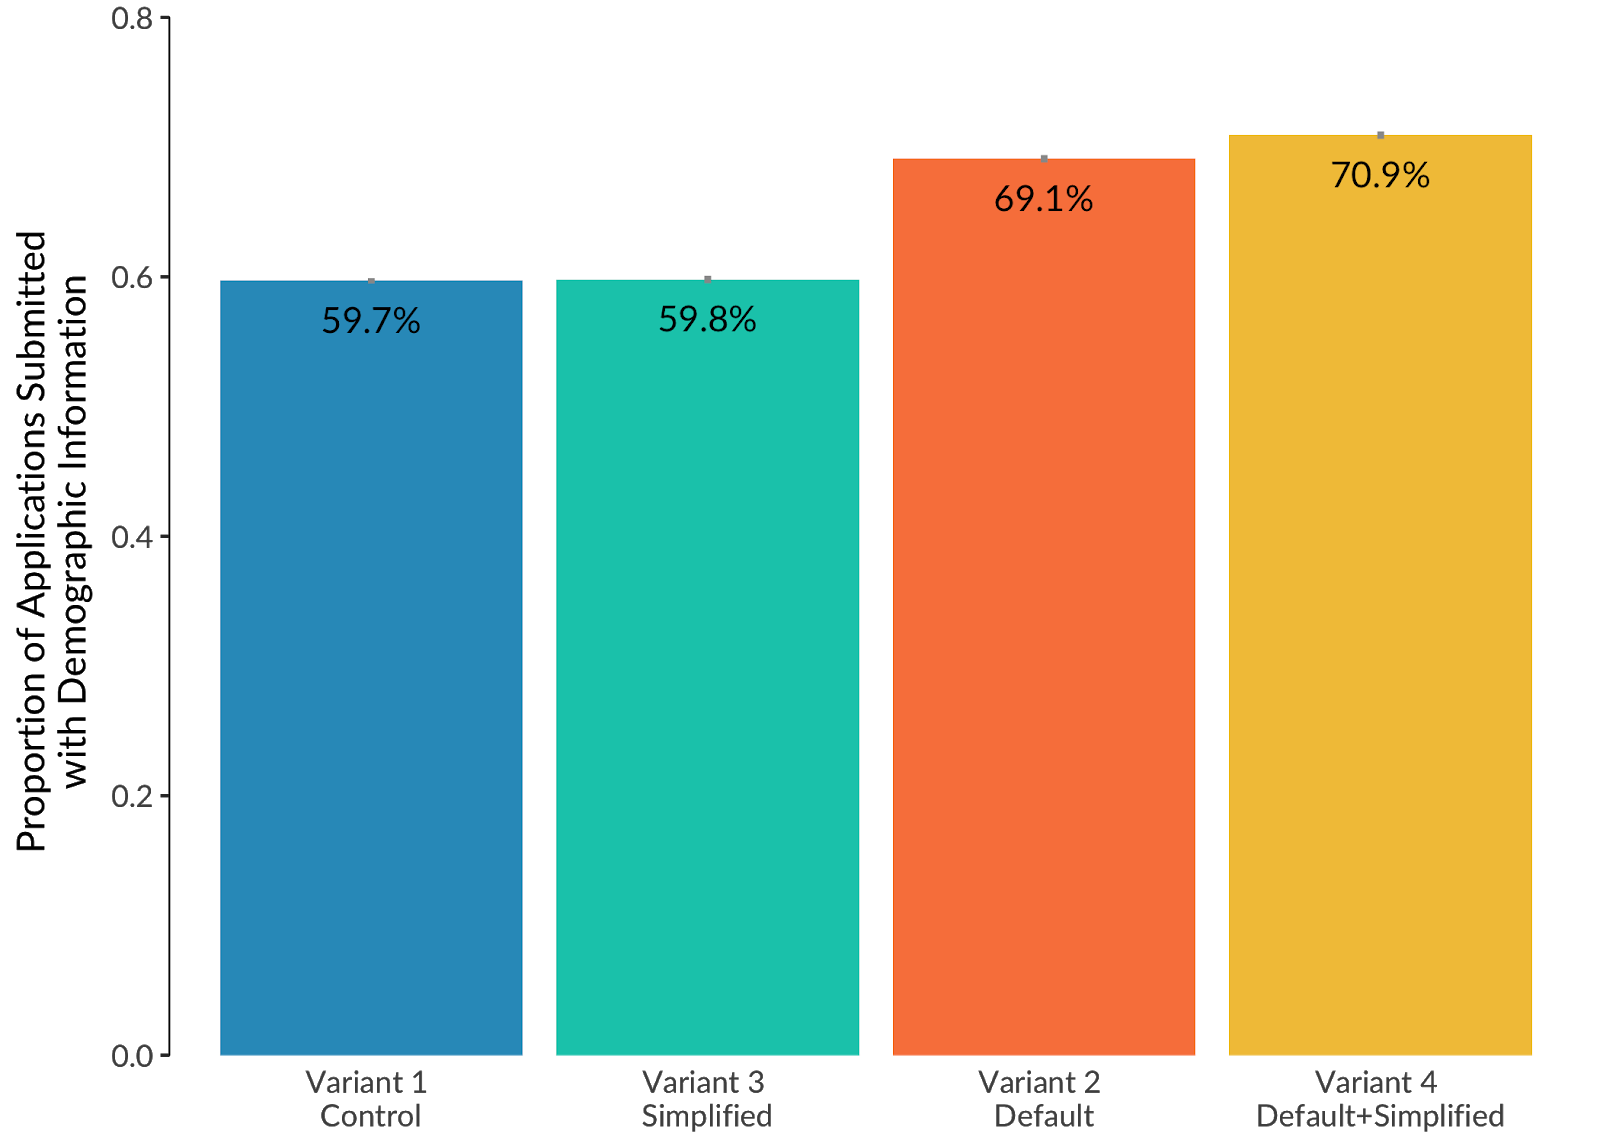 Proportion of Applications Submitted
with Demographic Information
0.8
0.6
0.4
0.2
0.0
59.7%
59.8%
69.1%
70.9%
Variant 1
Control
Variant 3
Simplified
Variant 2
Default
Variant 4
Default+Simplified